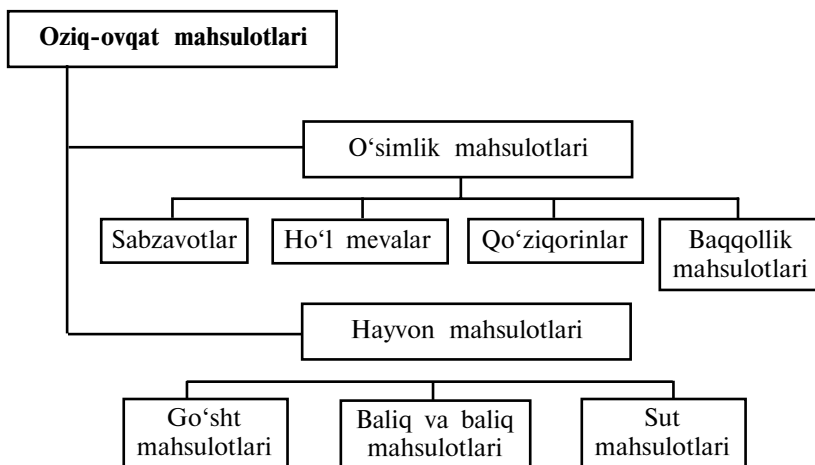 Oziq-ovqat mahsulotlari
O‘simlik mahsulotlari
Sabzavotlar
Ho‘l mevalar
Qo‘ziqorinlar
Baqqollik
mahsulotlari
Hayvon mahsulotlari
Go‘sht
mahsulotlari
Baliq va baliq
mahsulotlari
Sut
mahsulotlari